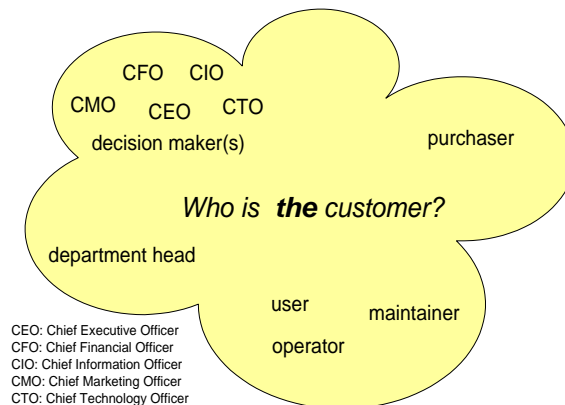 CFO CIO
CMO CEO CTO
decision maker(s)
purchaser
Who is the customer?
department head
user
maintainer
operator
CEO: Chief Executive Officer
CFO: Chief Financial Officer
CIO: Chief Information Officer
CMO: Chief Marketing Officer
CTO: Chief Technology Officer